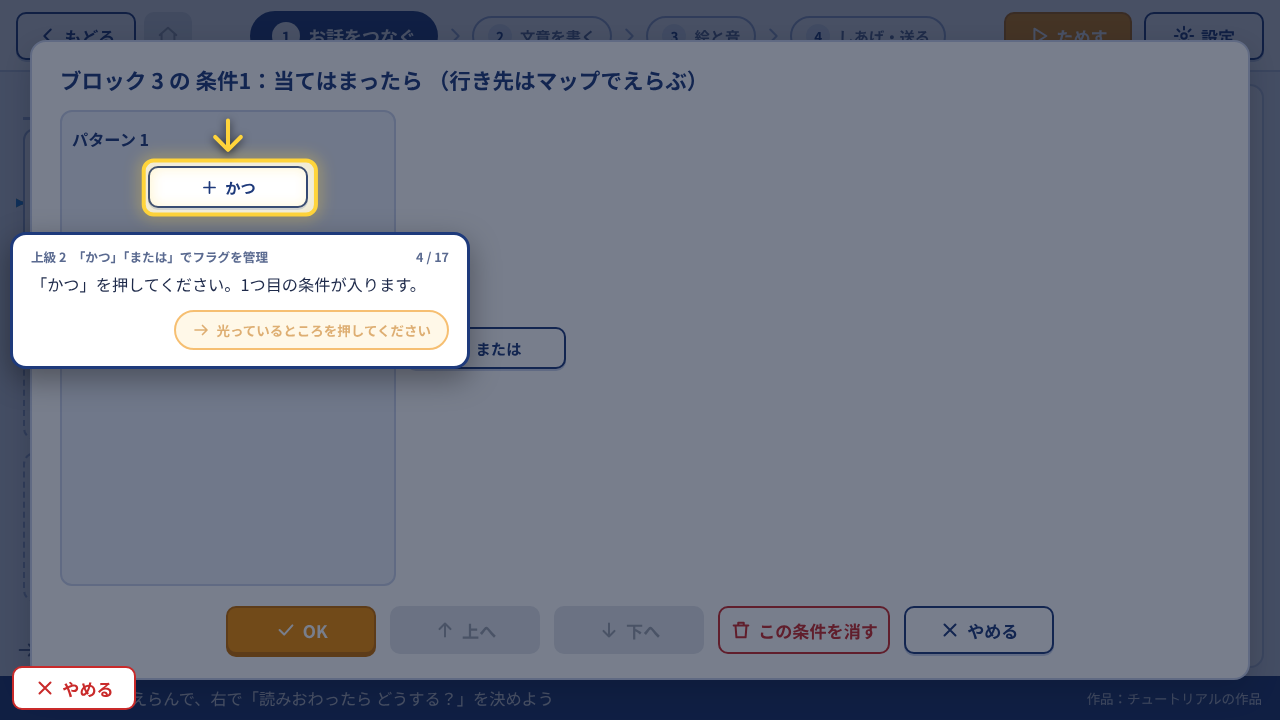 もどる
1 お話をつなぐ
2 文章を書く
3 絵と音
4 しあげ・送る
ためす
設定
ブロック 3 の 条件1：当てはまったら （行き先はマップでえらぶ）
パターン 1
＋ かつ
上級 2 「かつ」「または」でフラグを管理
4 / 17
「かつ」を押してください。1つ目の条件が入ります。
光っているところを押してください
または
OK
上へ
下へ
この条件を消す
やめる
やめる
えらんで、右で「読みおわったら どうする？」を決めよう
作品：チュートリアルの作品